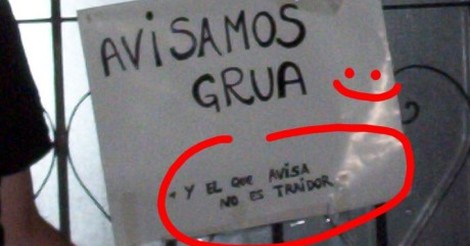 AVISAMOS
GRUA
* Y EL QUE AVISA
NO ES TRAIDOR